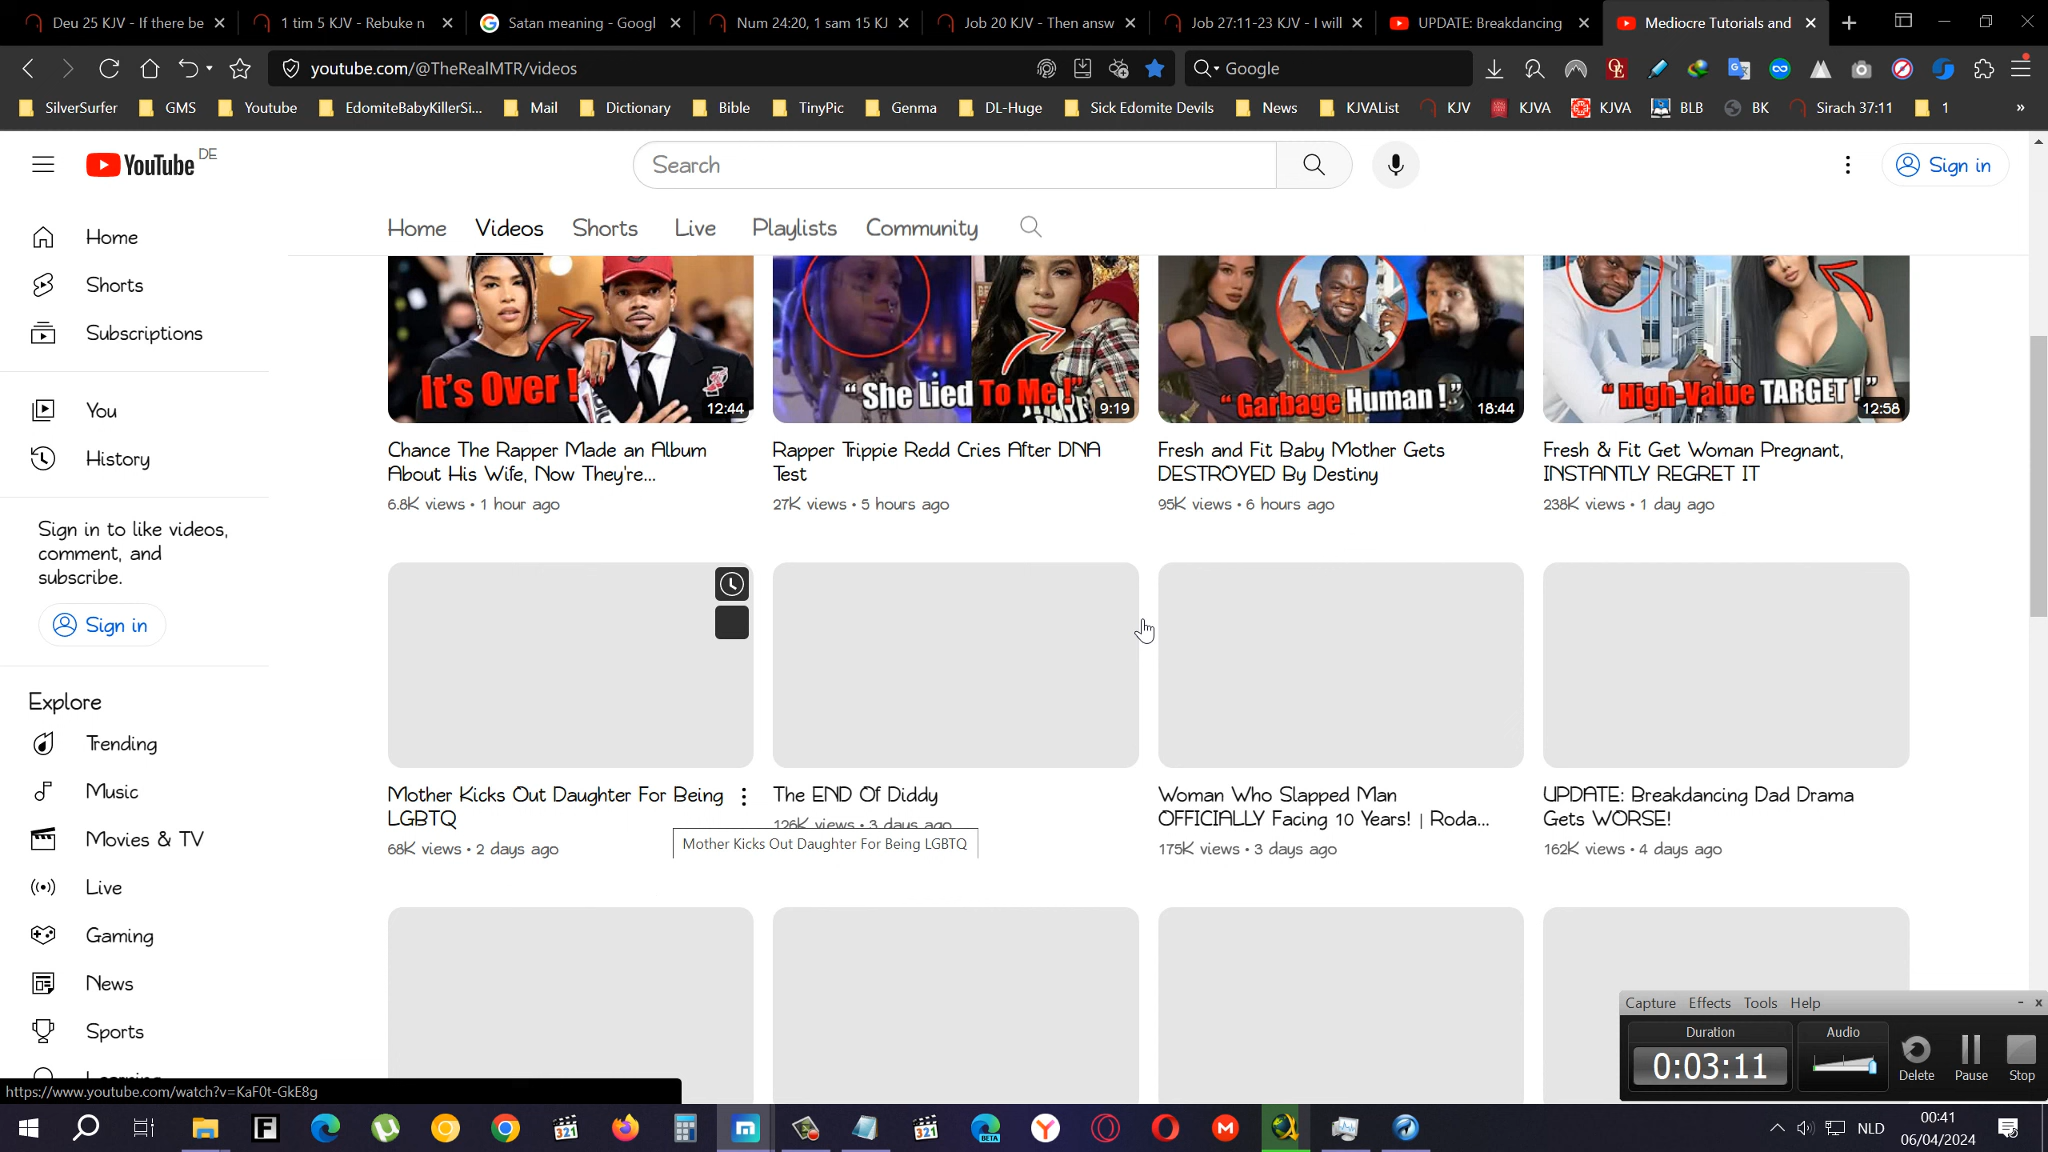 Deu 25 KJV - If there be
1 tim 5 KJV - Rebuke n
Satan meaning - Googl
Num 24:20, 1 sam 15 KJ
Job 20 KJV - Then answ
Job 27:11-23 KJV - I will
UPDATE: Breakdancing
Mediocre Tutorials and
youtube.com/@TheRealMTR/videos
Google
SilverSurfer
GMS
Youtube
EdomiteBabyKillerSi...
Mail
Dictionary
Bible
TinyPic
Genma
DL-Huge
Sick Edomite Devils
News
KJVAList
KJV
KJVA
KJVA
BLB
BK
Sirach 37:11
1
YouTube DE
Search
Sign in
Home
Videos
Shorts
Live
Playlists
Community
Home
Shorts
Subscriptions
You
History
Sign in to like videos,
comment, and
subscribe.
Sign in
Explore
Trending
Music
Movies & TV
Live
Gaming
News
Sports
It's Over !
12:44
Chance The Rapper Made an Album
About His Wife, Now They're...
6.8K views • 1 hour ago
“ She Lied To Me !”
9:19
Rapper Trippie Redd Cries After DNA
Test
27K views • 5 hours ago
“ Garbage Human !”
18:44
Fresh and Fit Baby Mother Gets
DESTROYED By Destiny
95K views • 6 hours ago
“ High-Value TARGET !”
12:58
Fresh & Fit Get Woman Pregnant,
INSTANTLY REGRET IT
238K views • 1 day ago
Mother Kicks Out Daughter For Being
LGBTQ
68K views • 2 days ago
The END Of Diddy
126K views • 3 days ago
Mother Kicks Out Daughter For Being LGBTQ
Woman Who Slapped Man
OFFICIALLY Facing 10 Years! | Roda...
175K views • 3 days ago
UPDATE: Breakdancing Dad Drama
Gets WORSE!
162K views • 4 days ago
Capture Effects Tools Help
Duration
0:03:11
Audio
Delete
Pause
Stop
https://www.youtube.com/watch?v=KaF0t-GkE8g
NLD
00:41
06/04/2024